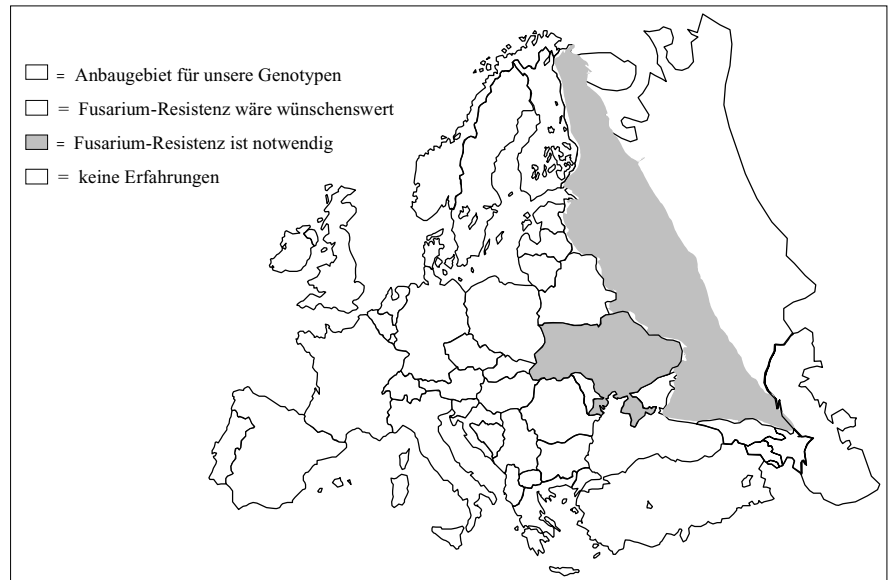 = Anbaugebiet für unsere Genotypen
= Fusarium-Resistenz wäre wünschenswert
= Fusarium-Resistenz ist notwendig
= keine Erfahrungen